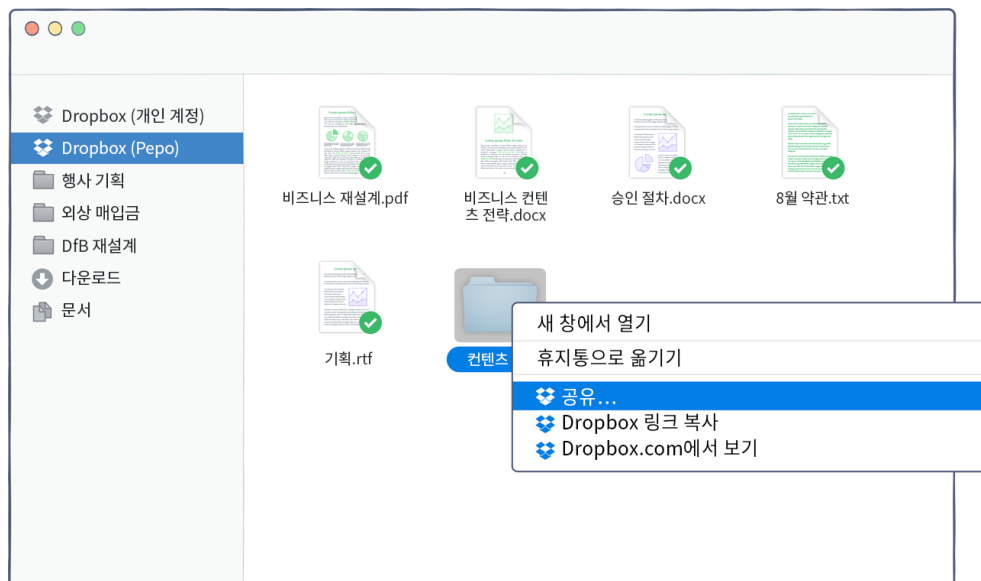 Dropbox (개인 계정)
Dropbox (Pepo)
행사 기획
외상 매입금
DfB 재설계
다운로드
문서
비즈니스 재설계.pdf
비즈니스 컨텐
츠 전략.docx
승인 절차.docx
8월 약관.txt
기획.rtf
컨텐츠
새 창에서 열기
휴지통으로 옮기기
공유...
Dropbox 링크 복사
Dropbox.com에서 보기